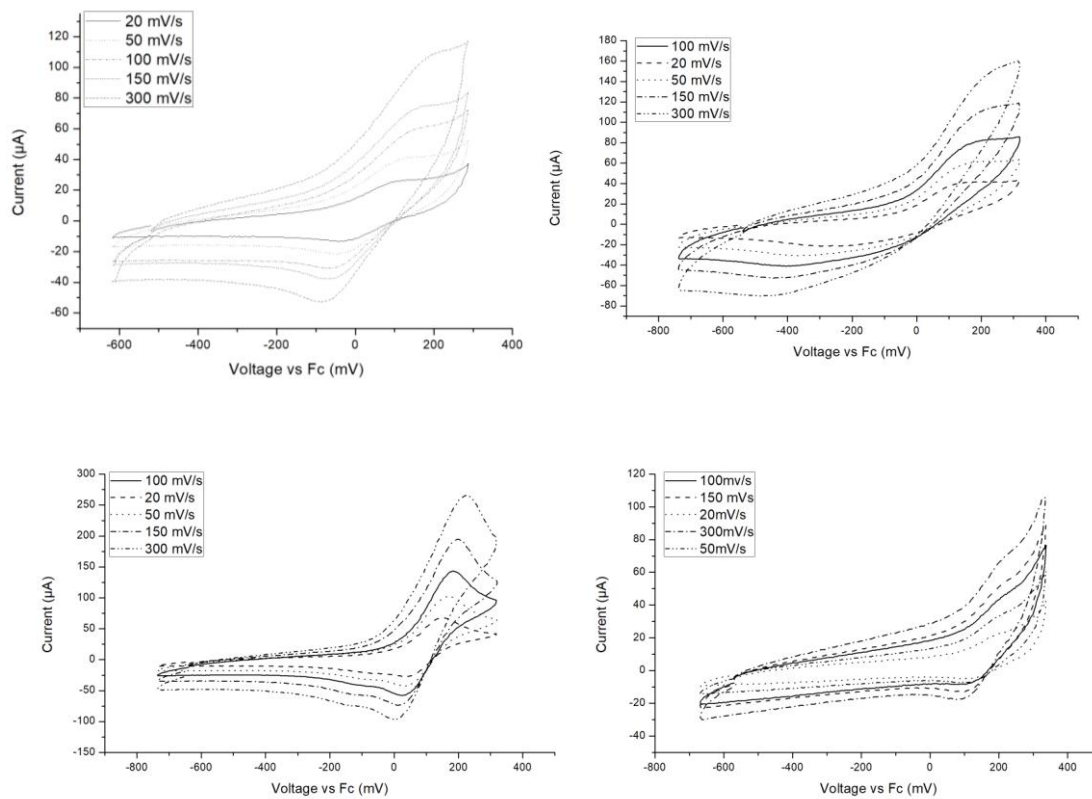 20 mV/s
50 mV/s
100 mV/s
150 mV/s
300 mV/s
120
100
80
60
40
20
0
-20
-40
-60
Current (µA)
-600 -400 -200 0 200 400
Voltage vs Fc (mV)
100 mV/s
20 mV/s
50 mV/s
150 mV/s
300 mV/s
180
160
140
120
100
80
60
40
20
0
-20
-40
-60
-80
Current (µA)
-800 -600 -400 -200 0 200 400
Voltage vs Fc (mV)
100 mV/s
20 mV/s
50 mV/s
150 mV/s
300 mV/s
300
250
200
150
100
50
0
-50
-100
-150
Current (µA)
-800 -600 -400 -200 0 200 400
Voltage vs Fc (mV)
100mv/s
150 mVs
20mV/s
300mV/s
50mV/s
120
100
80
60
40
20
0
-20
-40
Current (µA)
-600 -400 -200 0 200 400
Voltage vs Fc (mV)